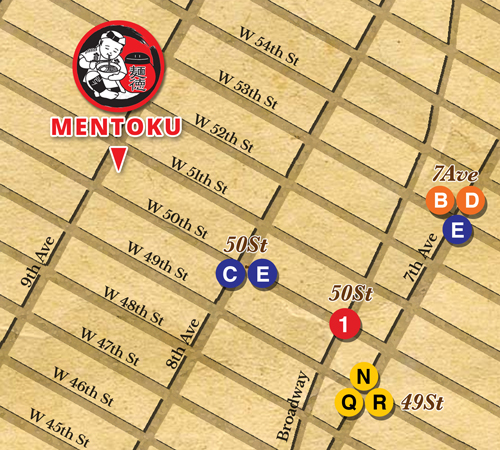 W 54th St
麺
徳
W 53th St
MENTOKU
W 52th St
W 51th St
7Ave
B D
E
W 50th St
50St
C E
W 49th St
9th Ave
7th Ave
50St
1
W 48th St
8th Ave
W 47th St
N
Q R
49St
W 46th St
Broadway
W 45th St